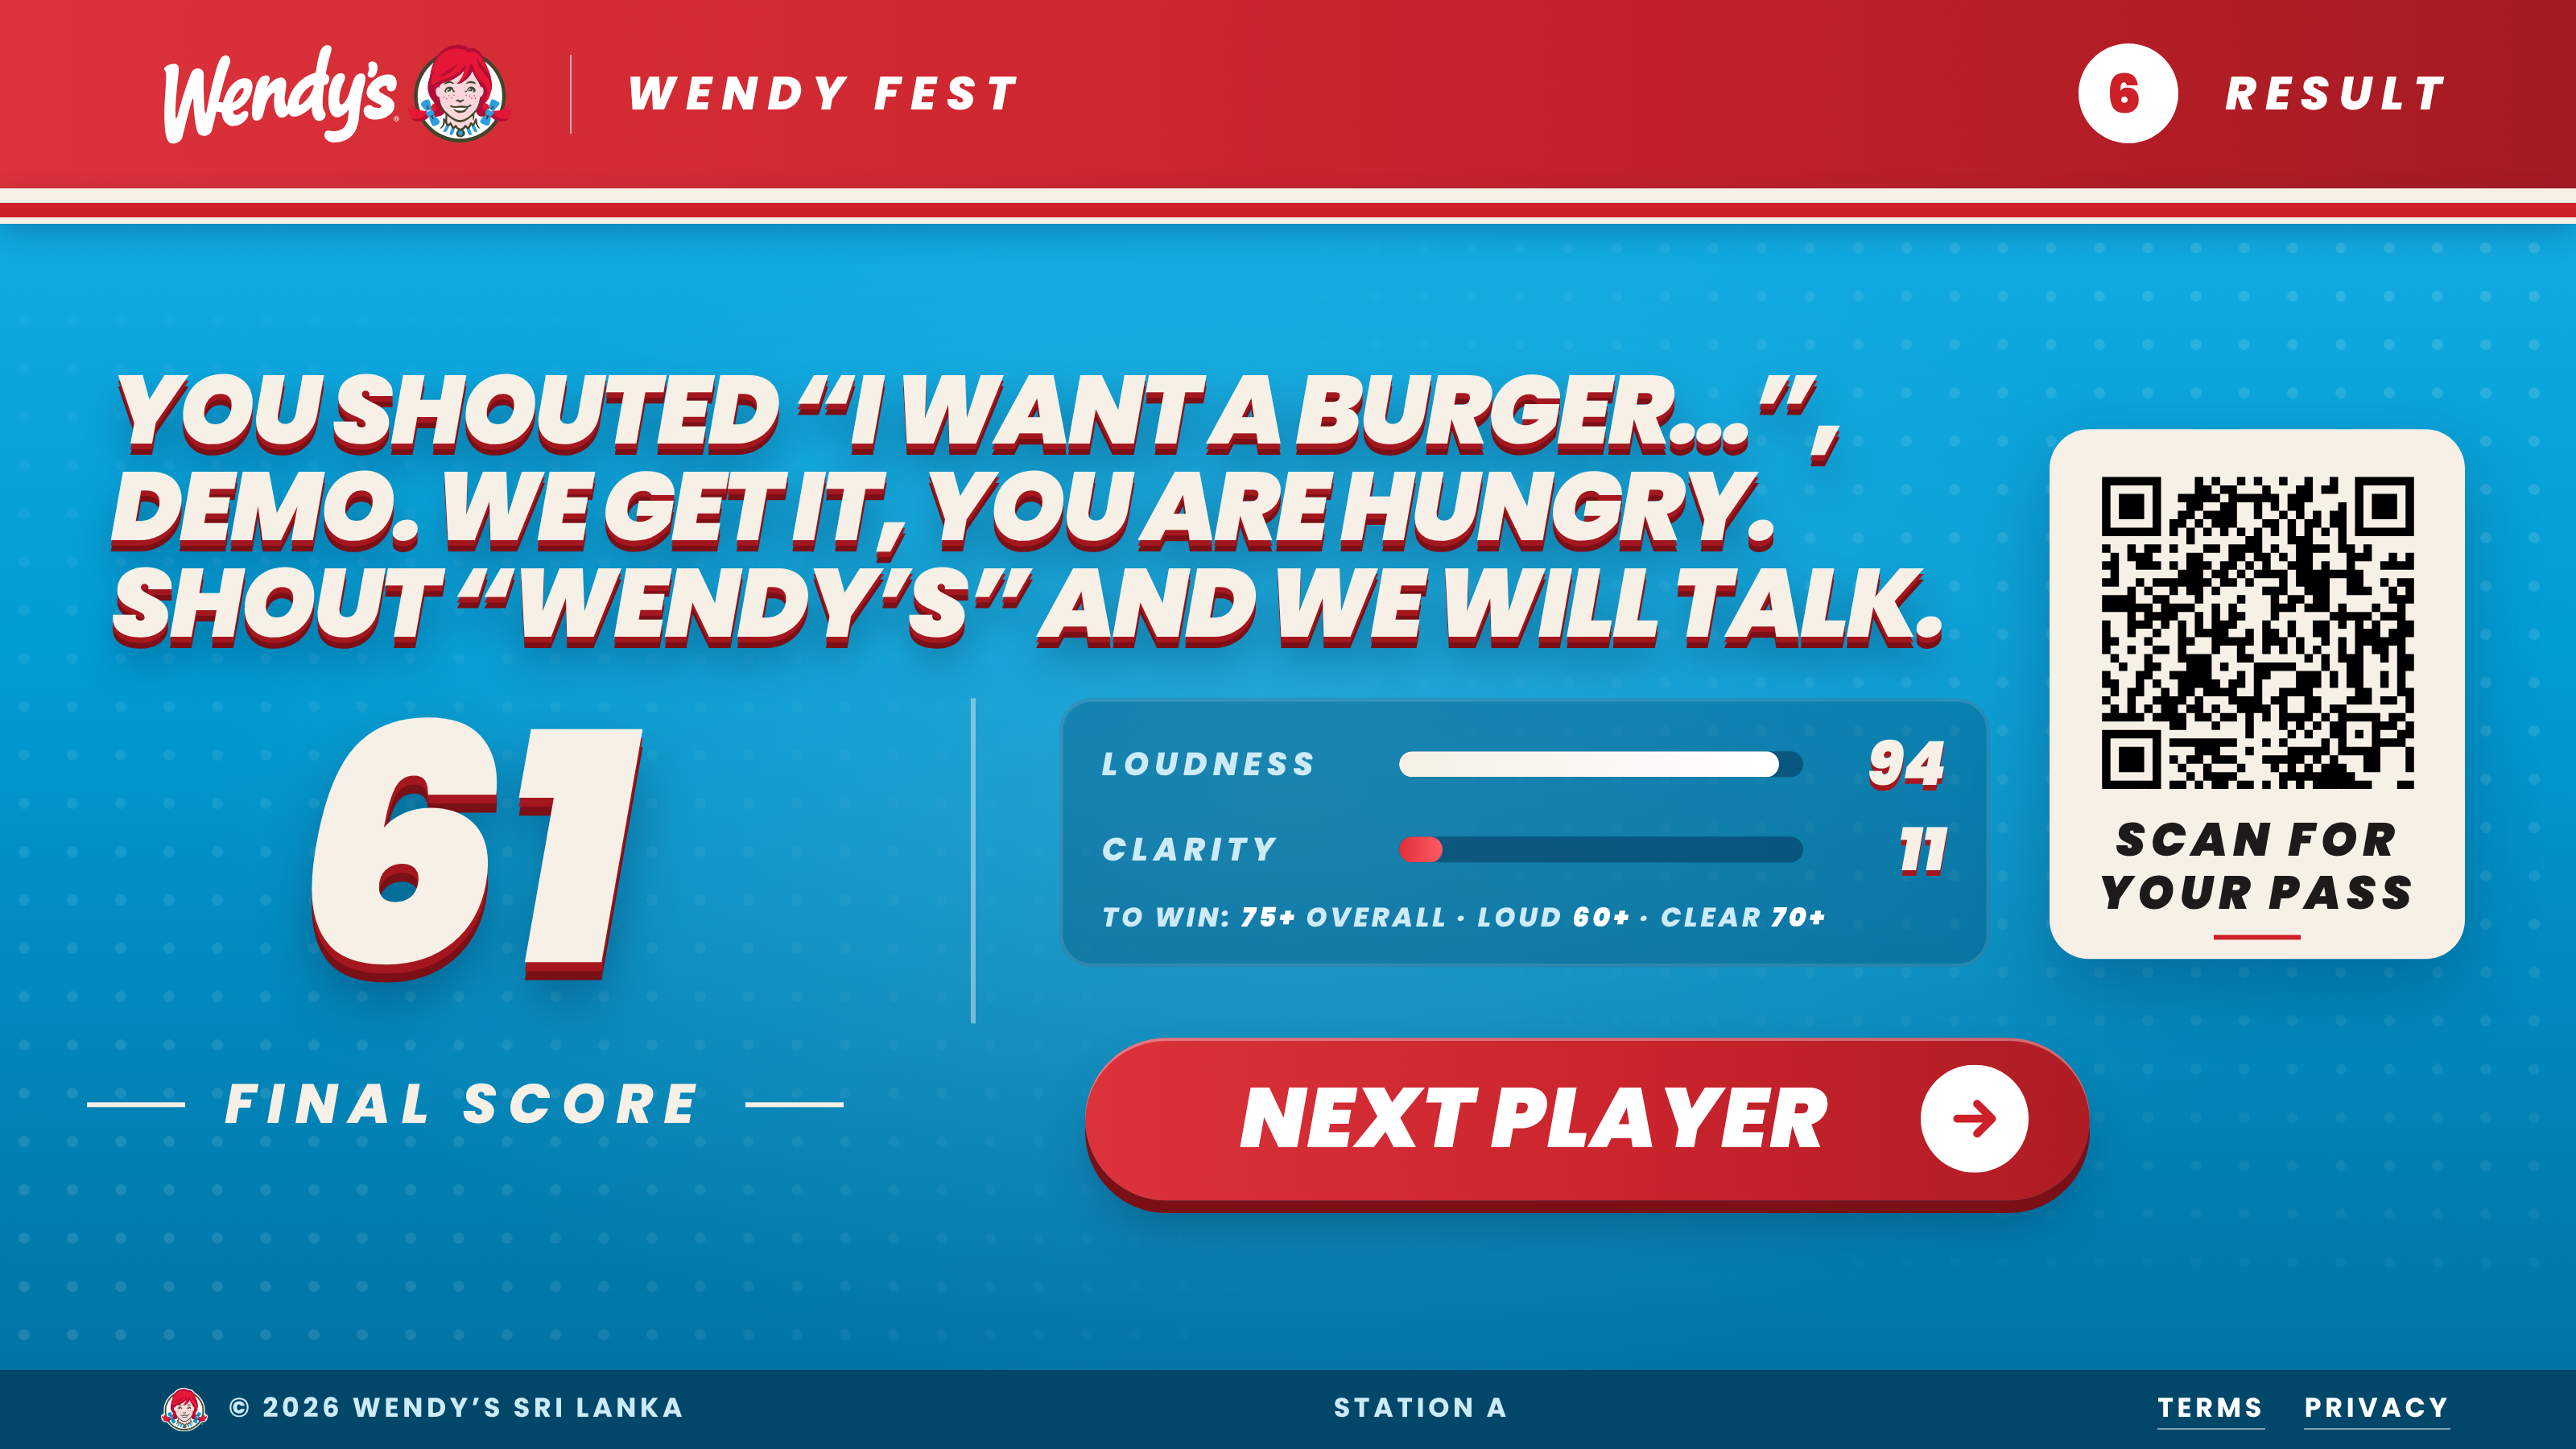 Wendy's
WENDY FEST
6 RESULT
YOU SHOUTED “I WANT A BURGER...”,
DEMO. WE GET IT, YOU ARE HUNGRY.
SHOUT “WENDY’S” AND WE WILL TALK.
61
FINAL SCORE
LOUDNESS 94
CLARITY 11
TO WIN: 75+ OVERALL · LOUD 60+ · CLEAR 70+
SCAN FOR
YOUR PASS
NEXT PLAYER
© 2026 WENDY’S SRI LANKA
STATION A
TERMS PRIVACY